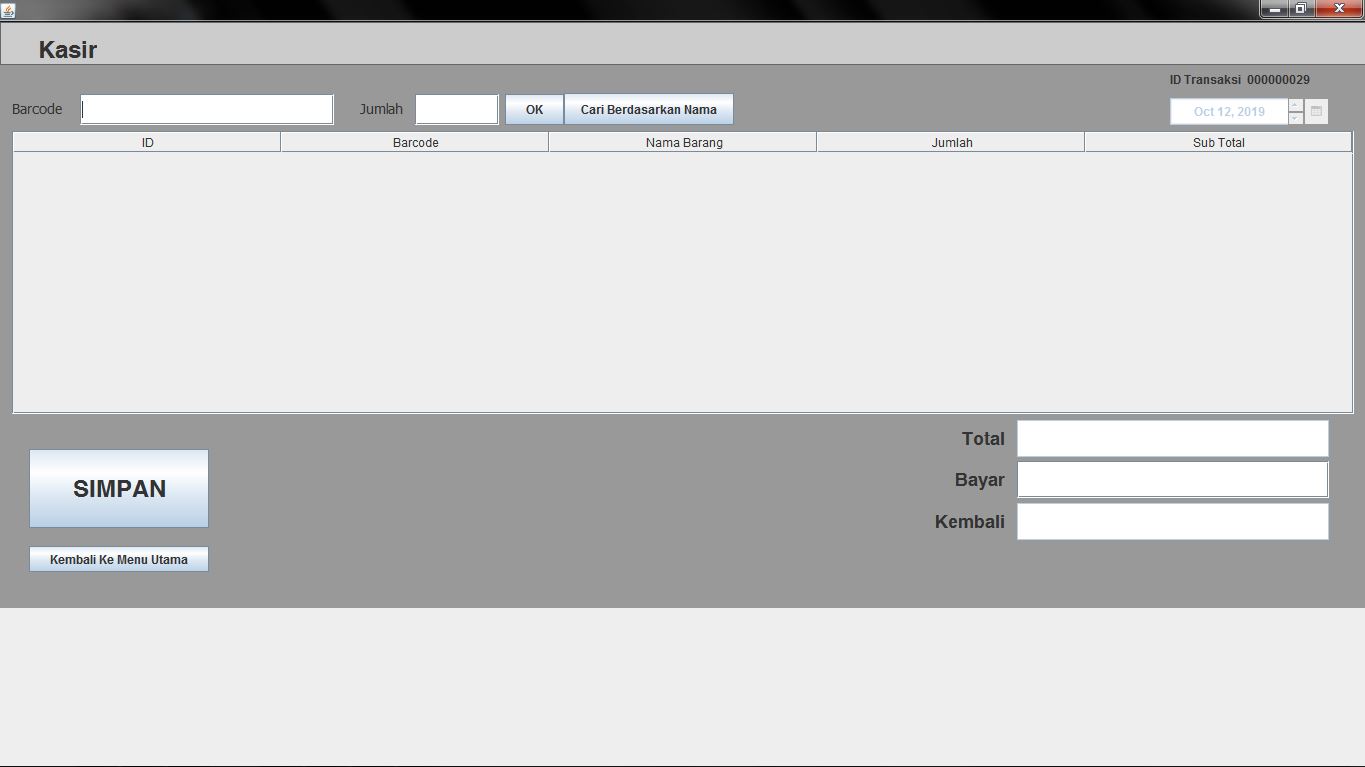 Kasir
ID Transaksi 000000029
Barcode Jumlah OK Cari Berdasarkan Nama Oct 12, 2019
ID Barcode Nama Barang Jumlah Sub Total
Total
SIMPAN Bayar
Kembali
Kembali Ke Menu Utama